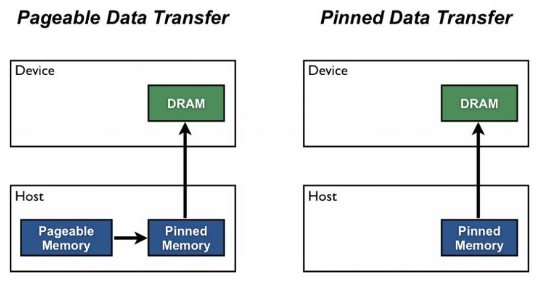 Pageable Data Transfer
Device
DRAM
Host
Pageable
Memory
Pinned
Memory
Pinned Data Transfer
Device
DRAM
Host
Pinned
Memory